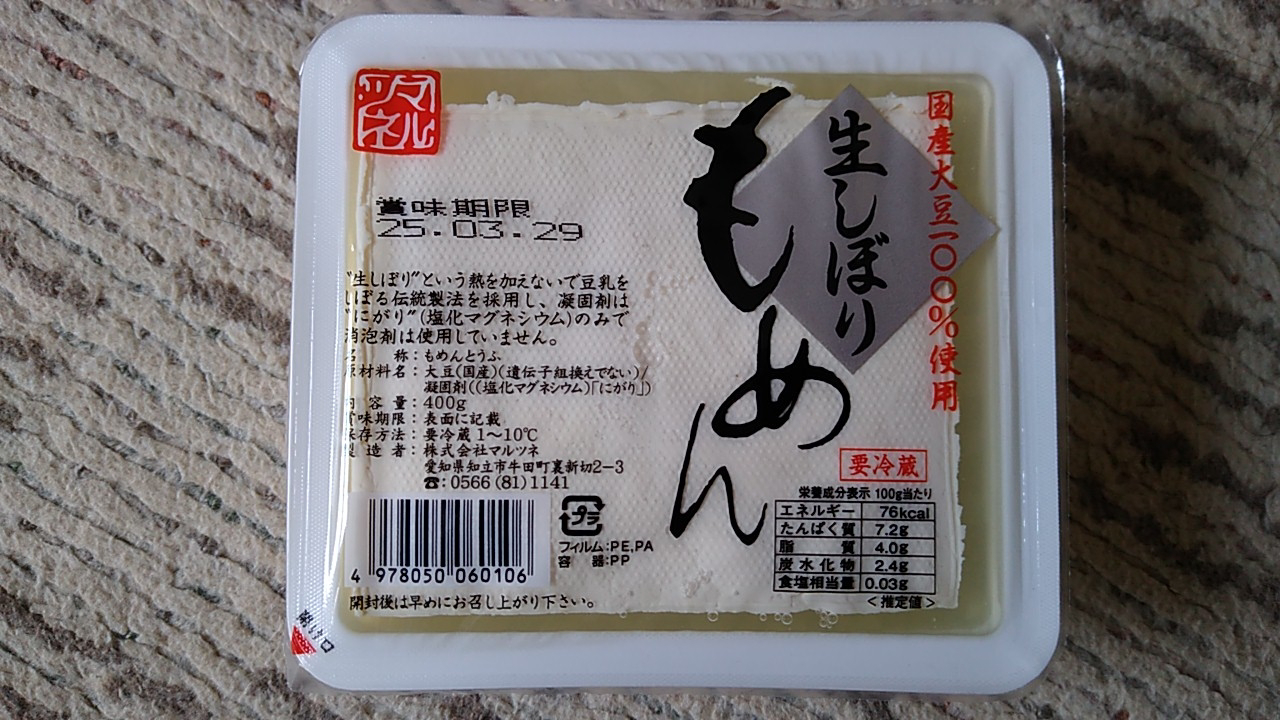 マルツネ
国産大豆一〇〇%使用
生しぼり
もめん
賞味期限
25.03.29
"生しぼり"という熱を加えないで豆乳を
しぼる伝統製法を採用し、凝固剤は
"にがり"(塩化マグネシウム)のみで
消泡剤は使用していません。
名称:もめんとうふ
原材料名:大豆(国産)(遺伝子組換えでない)/
凝固剤((塩化マグネシウム)「にがり」)
内容量:400g
賞味期限:表面に記載
保存方法:要冷蔵1〜10℃
製造者:株式会社マルツネ
愛知県知立市牛田町裏新切2-3
☎:0566(81)1141
4 978050 060106
プラ
フィルム:PE,PA
容器:PP
開封後は早めにお召し上がり下さい。
要冷蔵
栄養成分表示 100g当たり
エネルギー 76kcal
たんぱく質 7.2g
脂質 4.0g
炭水化物 2.4g
食塩相当量 0.03g
<推定値>
開封口